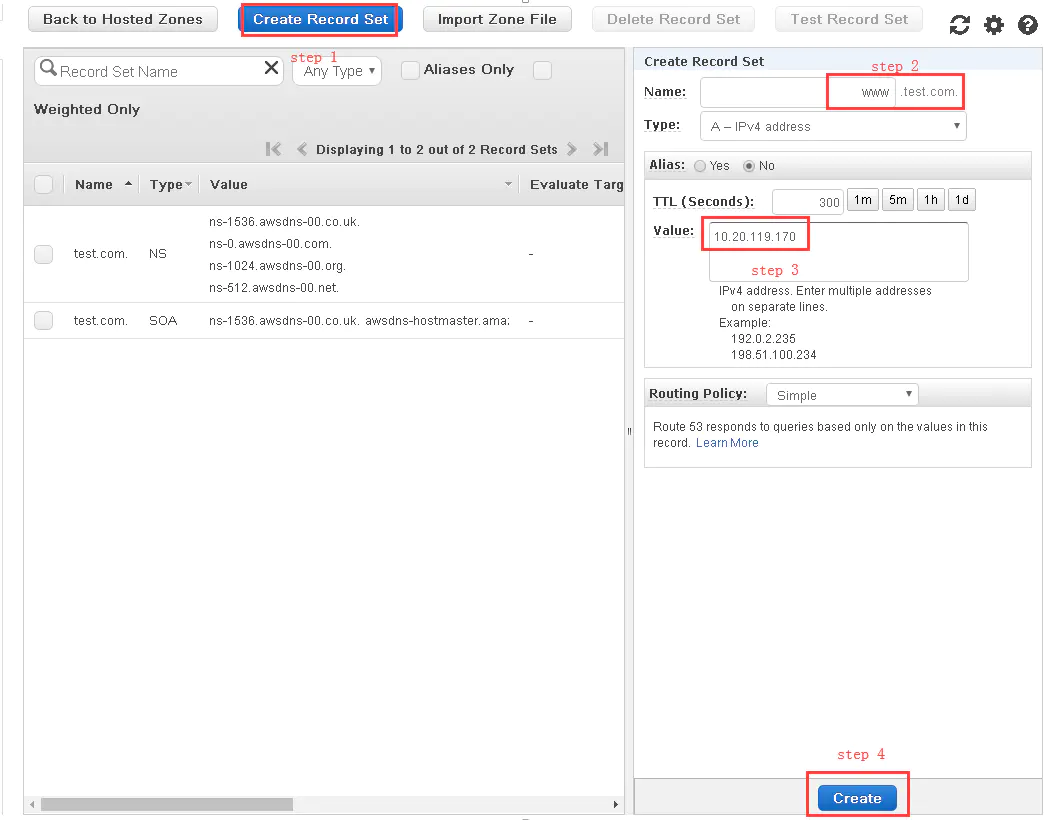 Back to Hosted Zones
Create Record Set
Import Zone File
Delete Record Set
Test Record Set
step 1
Record Set Name
Any Type
Aliases Only
Weighted Only
Displaying 1 to 2 out of 2 Record Sets
Name Type Value Evaluate Targ
test.com. NS
ns-1536.awsdns-00.co.uk.
ns-0.awsdns-00.com.
ns-1024.awsdns-00.org.
ns-512.awsdns-00.net.
-
test.com. SOA ns-1536.awsdns-00.co.uk. awsdns-hostmaster.ama: -
Create Record Set
step 2
Name: www .test.com.
Type: A – IPv4 address
Alias: Yes No
TTL (Seconds): 300 1m 5m 1h 1d
Value: 10.20.119.170
step 3
IPv4 address. Enter multiple addresses
on separate lines.
Example:
192.0.2.235
198.51.100.234
Routing Policy: Simple
Route 53 responds to queries based only on the values in this
record. Learn More
step 4
Create